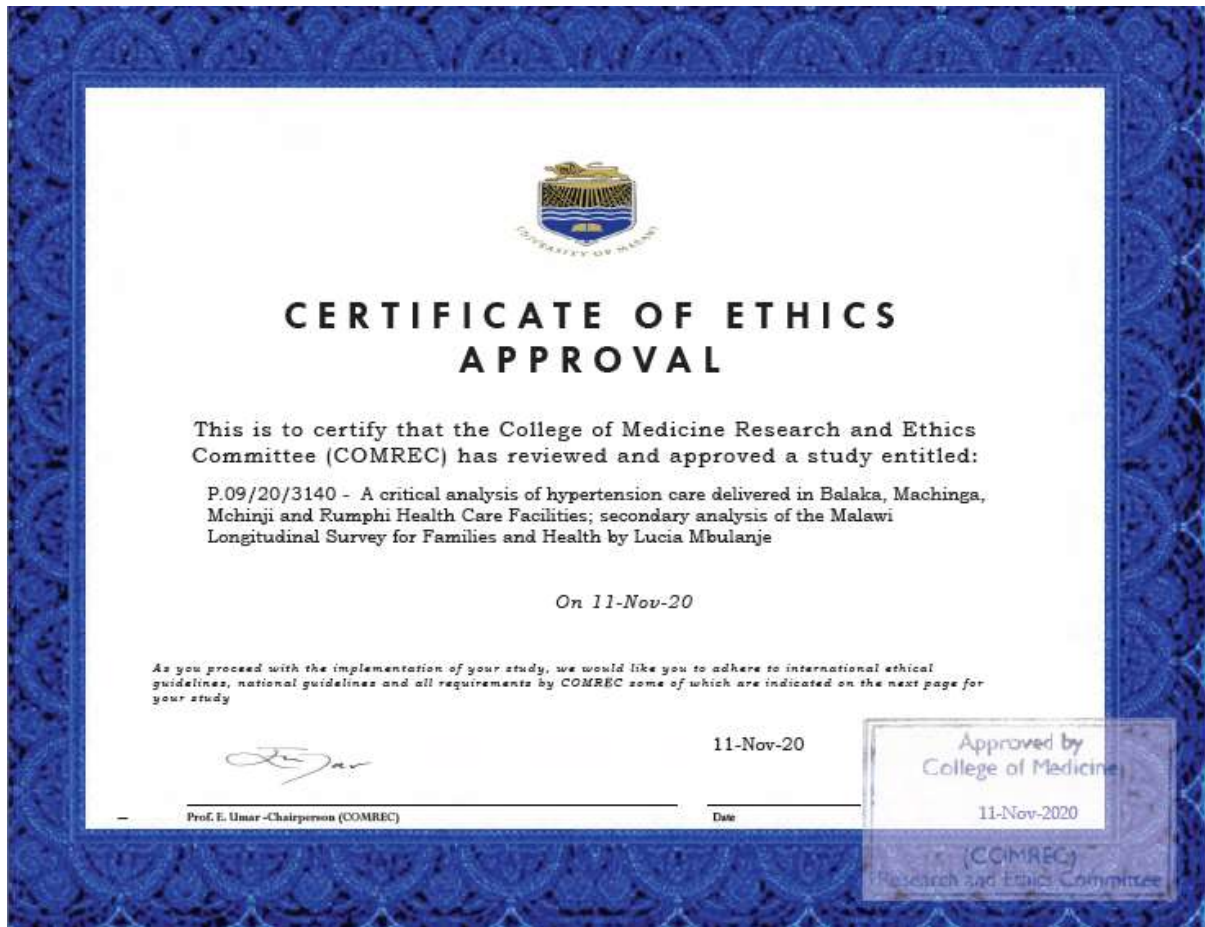 UNIVERSITY OF MALAWI
CERTIFICATE OF ETHICS
APPROVAL
This is to certify that the College of Medicine Research and Ethics
Committee (COMREC) has reviewed and approved a study entitled:
P.09/20/3140 - A critical analysis of hypertension care delivered in Balaka, Machinga,
Mchinji and Rumphi Health Care Facilities; secondary analysis of the Malawi
Longitudinal Survey for Families and Health by Lucia Mbulanje
On 11-Nov-20
As you proceed with the implementation of your study, we would like you to adhere to international ethical
guidelines, national guidelines and all requirements by COMREC some of which are indicated on the next page for
your study
11-Nov-20
Prof. E. Umar -Chairperson (COMREC)
Date
Approved by
College of Medicine
11-Nov-2020
(COMREC)
Research and Ethics Committee